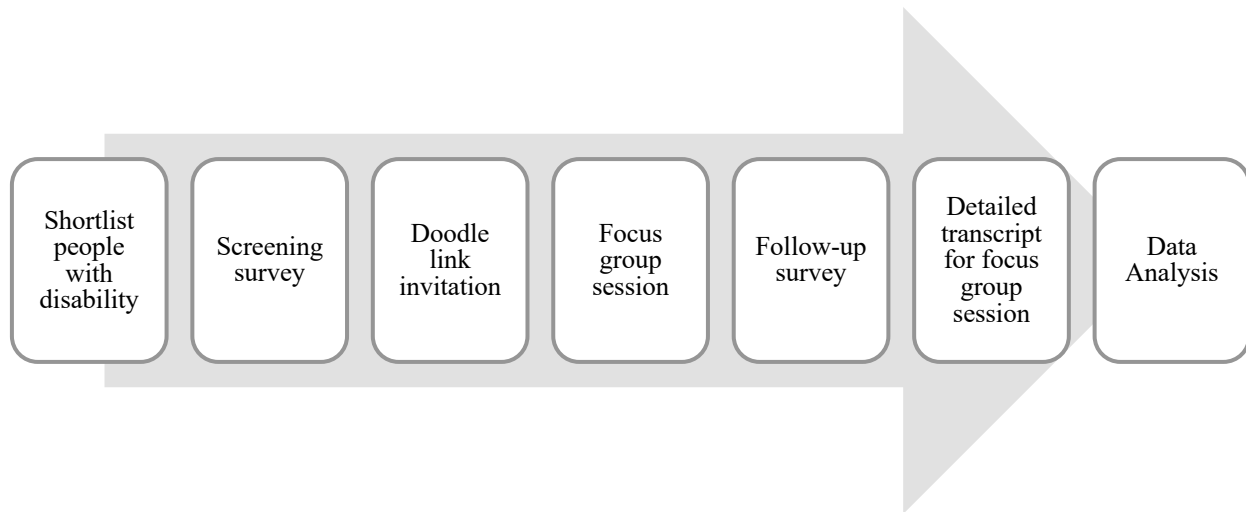 Shortlist
people
with
disability
Screening
survey
Doodle
link
invitation
Focus
group
session
Follow-up
survey
Detailed
transcript
for focus
group
session
Data
Analysis